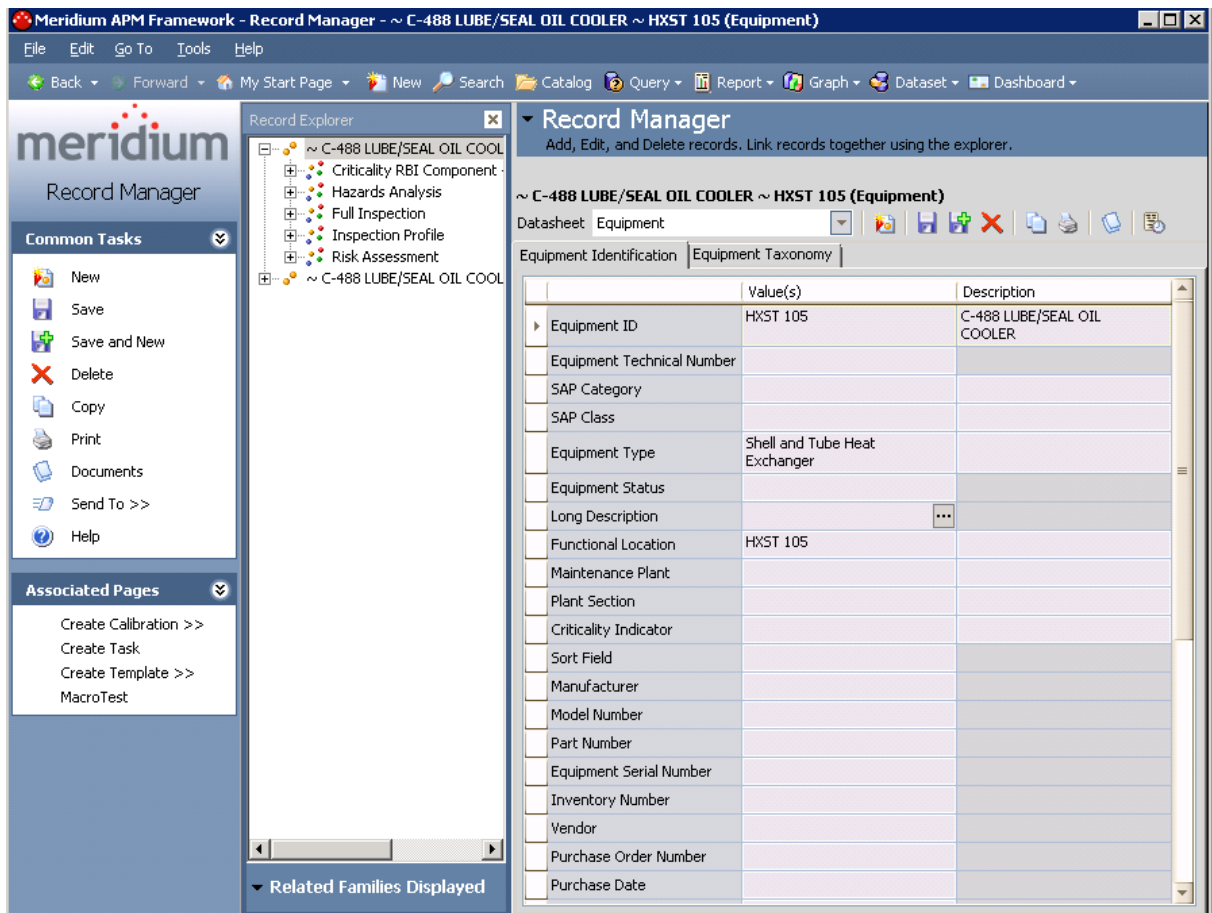 Meridium APM Framework - Record Manager - ~ C-488 LUBE/SEAL OIL COOLER ~ HXST 105 (Equipment)
File Edit Go To Tools Help
Back Forward My Start Page New Search Catalog Query Report Graph Dataset Dashboard
meridium
Record Manager
Common Tasks
New
Save
Save and New
Delete
Copy
Print
Documents
Send To >>
Help
Associated Pages
Create Calibration >>
Create Task
Create Template >>
MacroTest
Record Explorer
~ C-488 LUBE/SEAL OIL COOL
Criticality RBI Component -
Hazards Analysis
Full Inspection
Inspection Profile
Risk Assessment
~ C-488 LUBE/SEAL OIL COOL
Related Families Displayed
Record Manager
Add, Edit, and Delete records. Link records together using the explorer.
~ C-488 LUBE/SEAL OIL COOLER ~ HXST 105 (Equipment)
Datasheet Equipment
Equipment Identification Equipment Taxonomy
Value(s) Description
Equipment ID HXST 105 C-488 LUBE/SEAL OIL
COOLER
Equipment Technical Number
SAP Category
SAP Class
Equipment Type Shell and Tube Heat
Exchanger
Equipment Status
Long Description ...
Functional Location HXST 105
Maintenance Plant
Plant Section
Criticality Indicator
Sort Field
Manufacturer
Model Number
Part Number
Equipment Serial Number
Inventory Number
Vendor
Purchase Order Number
Purchase Date